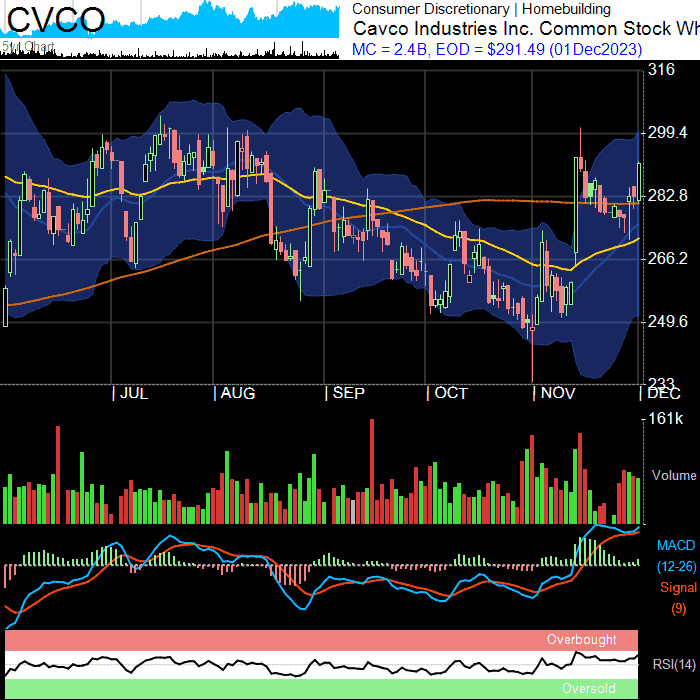 CVCO
5yr Chart
Consumer Discretionary | Homebuilding
Cavco Industries Inc. Common Stock Wh
MC = 2.4B, EOD = $291.49 (01Dec2023)
316
299.4
282.8
266.2
249.6
233
JUL
AUG
SEP
OCT
NOV
DEC
161k
Volume
MACD
(12-26)
Signal
(9)
Overbought
RSI(14)
Oversold